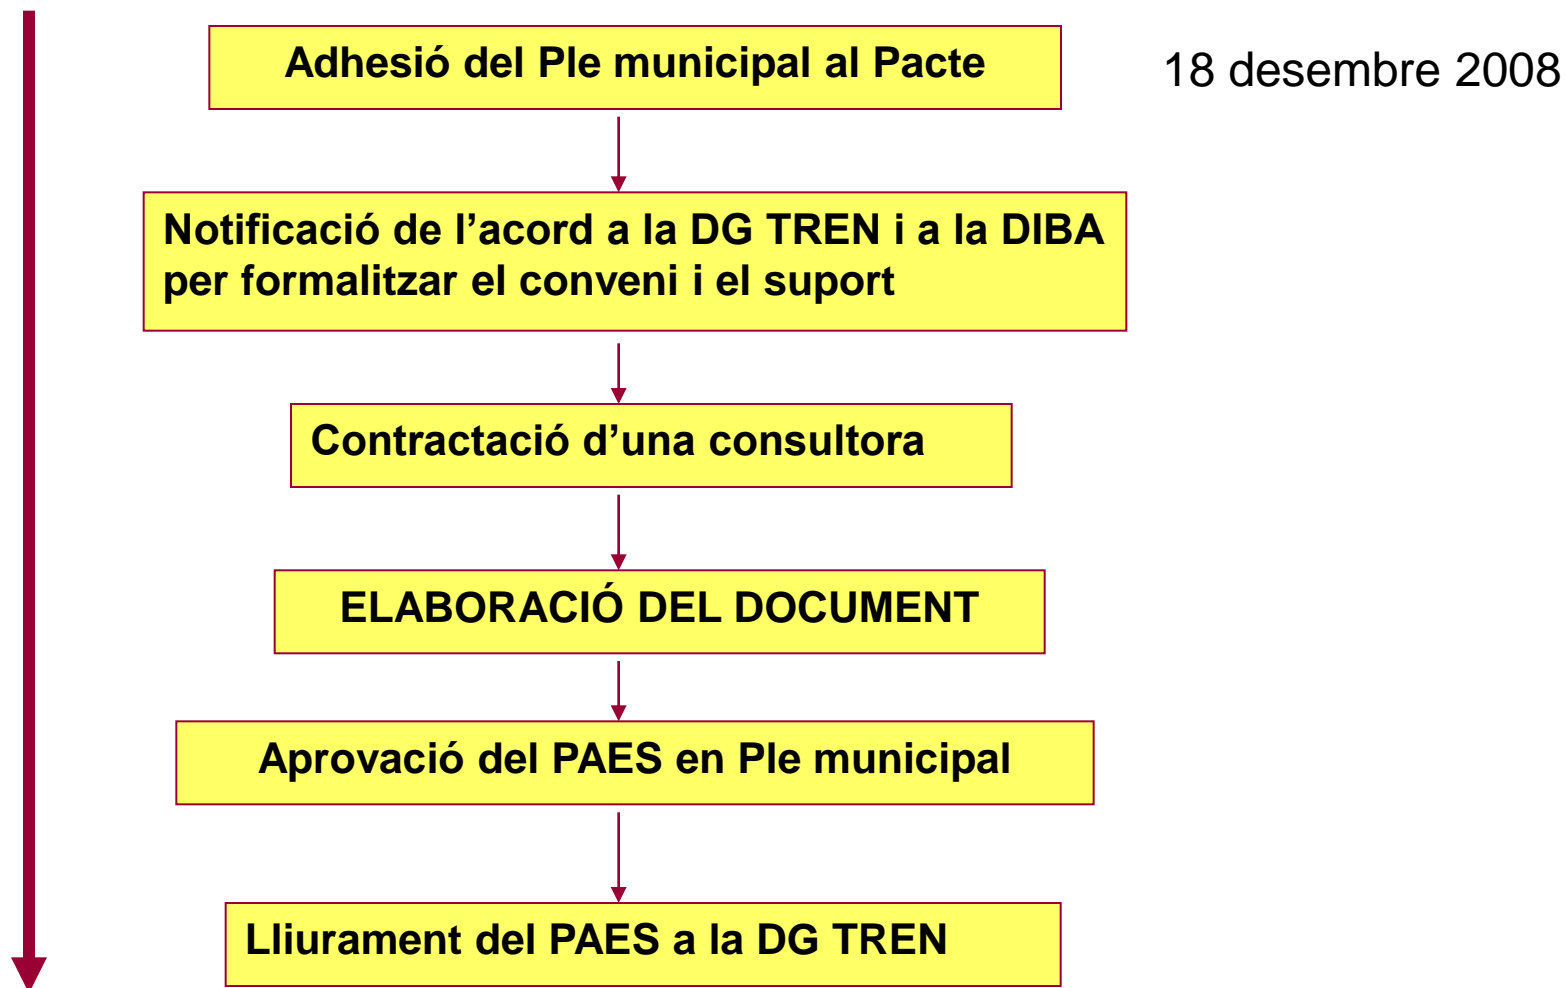 Adhesió del Ple municipal al Pacte
18 desembre 2008
Notificació de l’acord a la DG TREN i a la DIBA
per formalitzar el conveni i el suport
Contractació d’una consultora
ELABORACIÓ DEL DOCUMENT
Aprovació del PAES en Ple municipal
Lliurament del PAES a la DG TREN